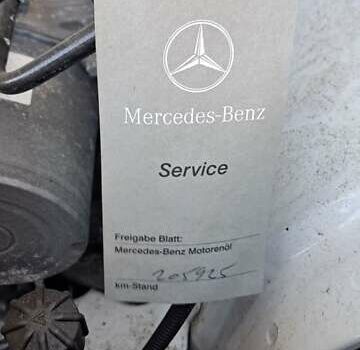 Mercedes-Benz
Service
Freigabe Blatt:
Mercedes-Benz Motorenöl
205925
km-Stand